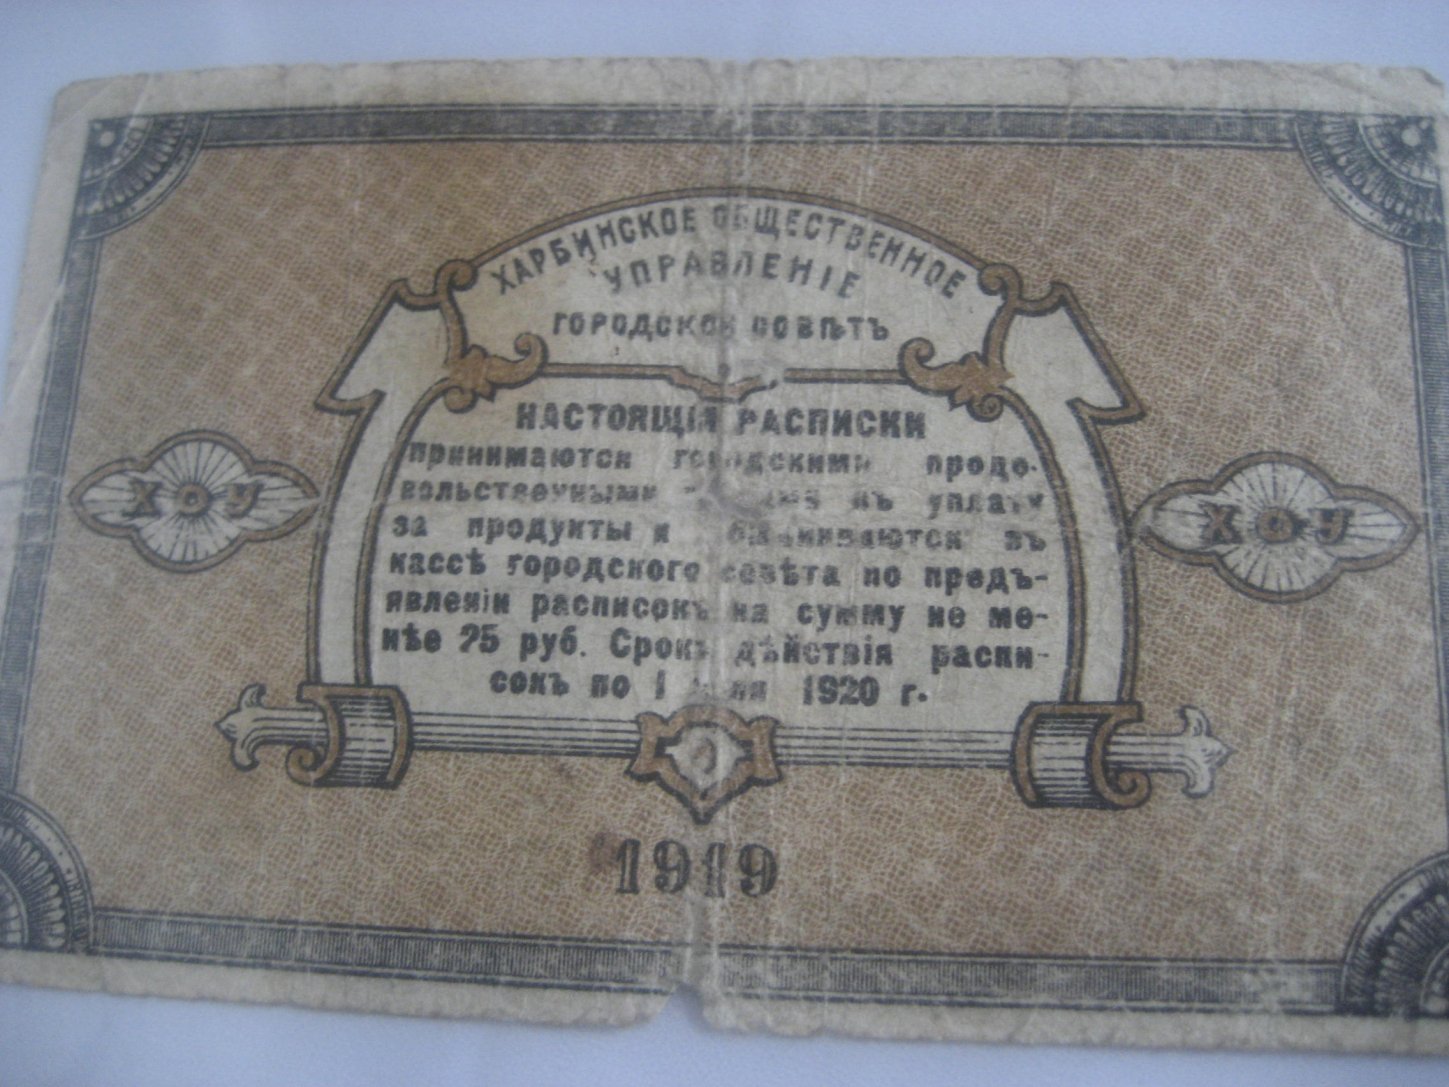 ХАРБИНСКОЕ ОБЩЕСТВЕННОЕ
УПРАВЛЕНІЕ
ГОРОДСКОЙ СОВѢТЪ
НАСТОЯЩІЯ РАСПИСКИ
принимаются городскими продо-
вольственными въ уплату
за продукты и въ
кассѣ городского совѣта по предъ-
явленіи расписокъ на сумму не ме-
нѣе 25 руб. Срокъ дѣйствія распи-
сокъ по 1 1920 г.
ХОУ
ХОУ
1919